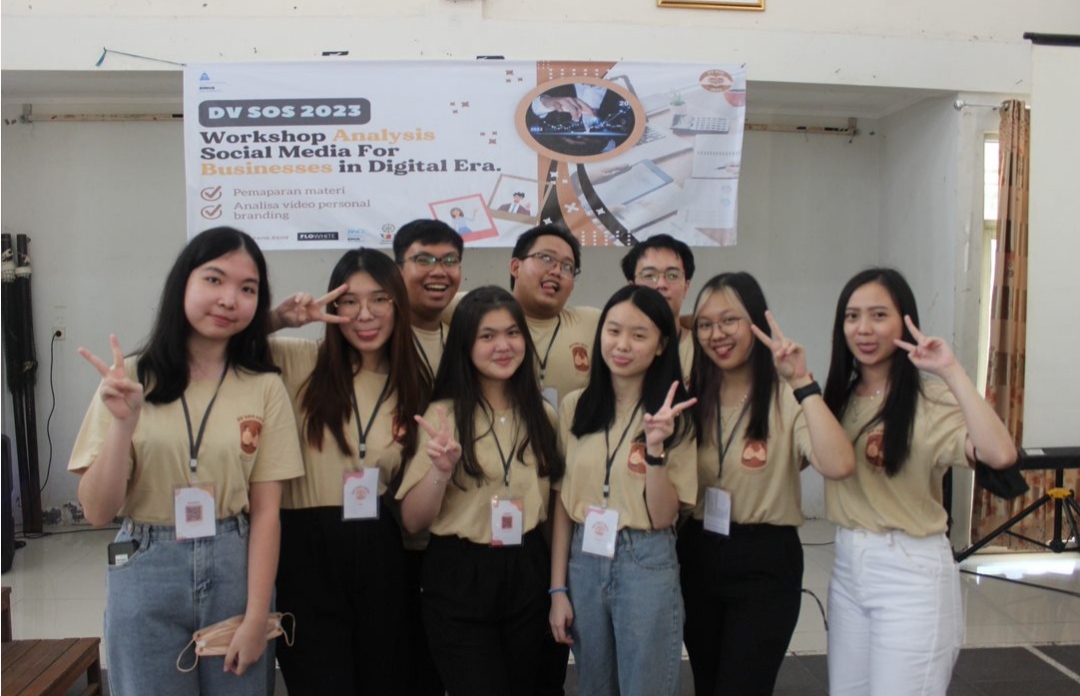 DV SOS 2023
Workshop Analysis
Social Media For
Businesses in Digital Era.
Pemaparan materi
Analisa video personal
branding
FLOWHITE